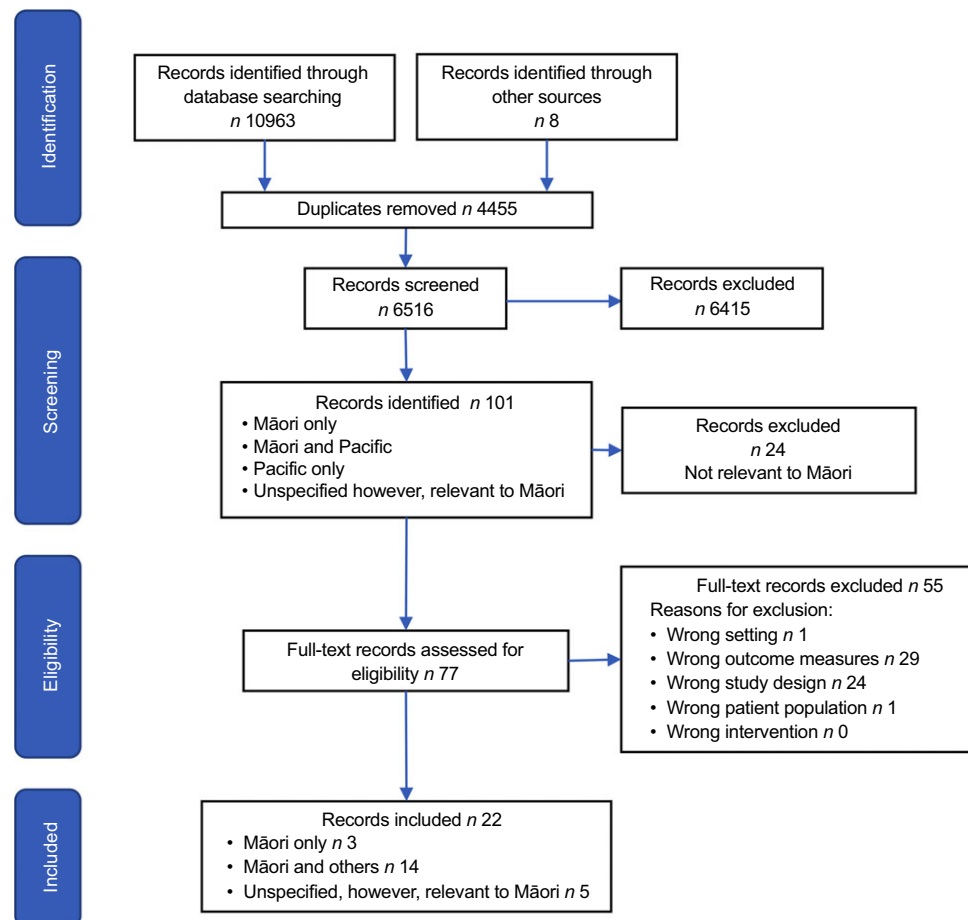 Identification
Records identified through
database searching
n 10963
Records identified through
other sources
n 8
Duplicates removed n 4455
Screening
Records screened
n 6516
Records excluded
n 6415
Records identified n 101
• Māori only
• Māori and Pacific
• Pacific only
• Unspecified however, relevant to Māori
Records excluded
n 24
Not relevant to Māori
Eligibility
Full-text records assessed for
eligibility n 77
Full-text records excluded n 55
Reasons for exclusion:
• Wrong setting n 1
• Wrong outcome measures n 29
• Wrong study design n 24
• Wrong patient population n 1
• Wrong intervention n 0
Included
Records included n 22
• Māori only n 3
• Māori and others n 14
• Unspecified, however, relevant to Māori n 5